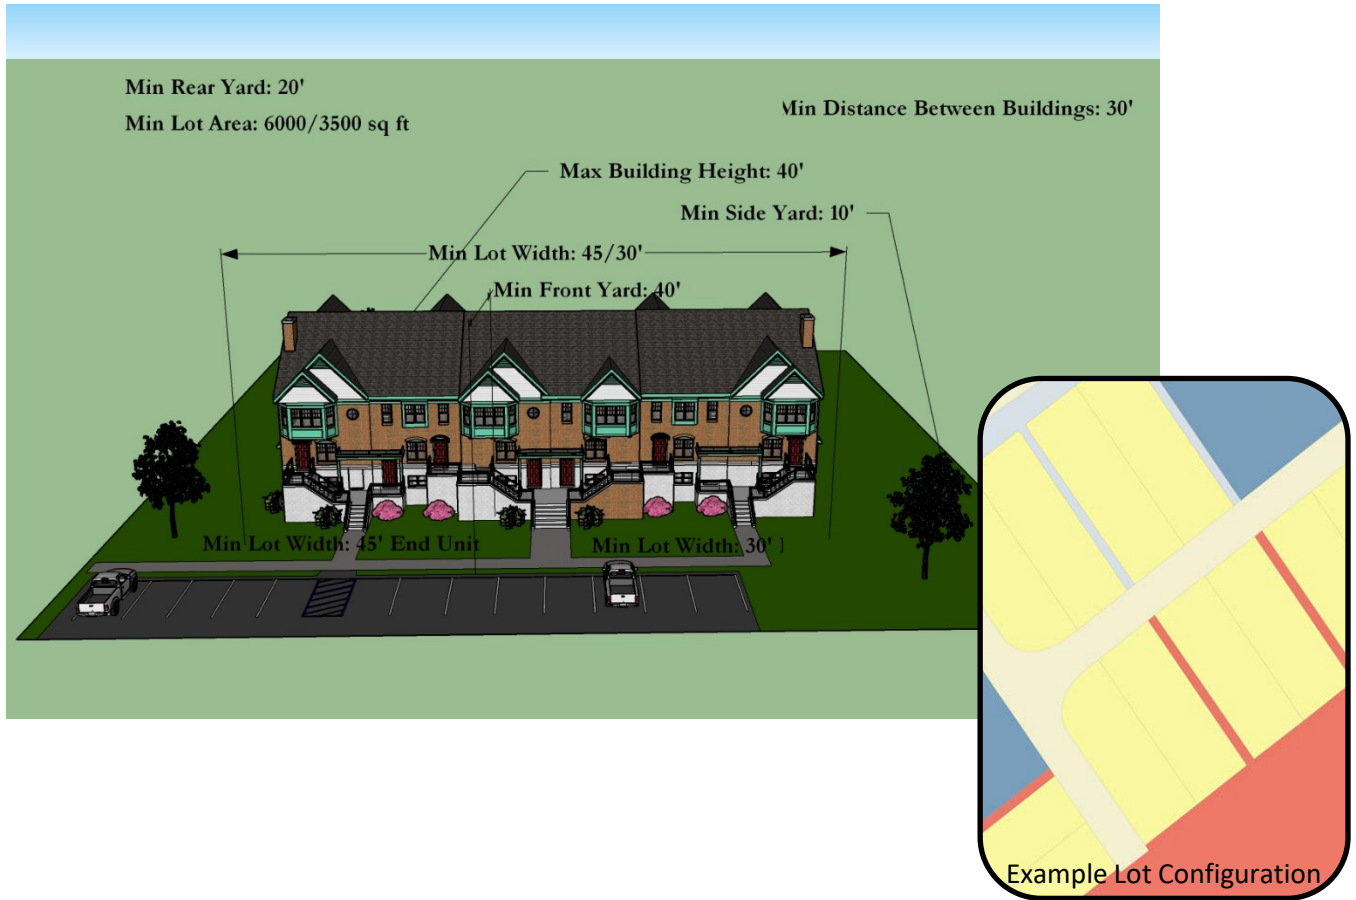 Min Rear Yard: 20'
Min Distance Between Buildings: 30'
Min Lot Area: 6000/3500 sq ft
Max Building Height: 40'
Min Side Yard: 10'
Min Lot Width: 45/30'
Min Front Yard: 40'
Min Lot Width: 45' End Unit
Min Lot Width: 30'
Example Lot Configuration